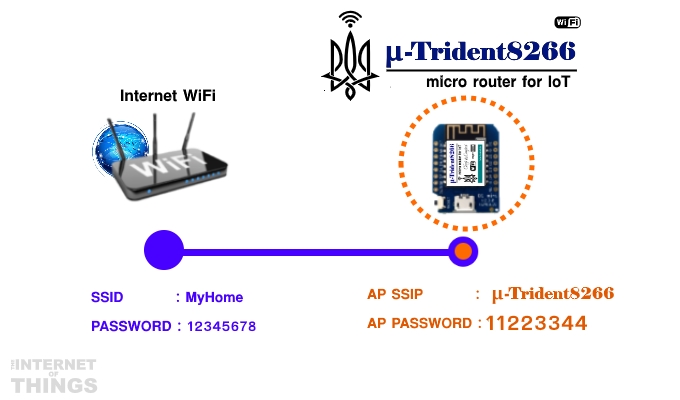 WiFi
µ-Trident8266
micro router for IoT
Internet WiFi
WiFi
µ-Trident8266
SSID : MyHome
PASSWORD : 12345678
AP SSIP : µ-Trident8266
AP PASSWORD : 11223344
THE INTERNET
OF
THINGS